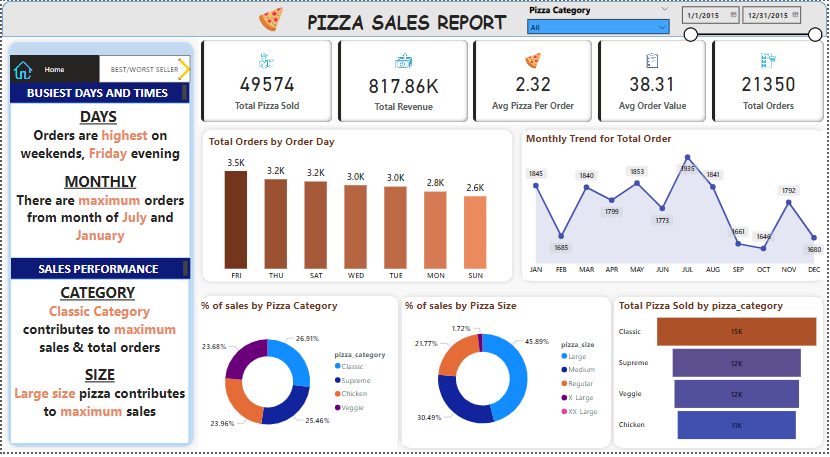 PIZZA SALES REPORT
Pizza Category
All
1/1/2015
12/31/2015
Home
BEST/WORST SELLER
BUSIEST DAYS AND TIMES
DAYS
Orders are highest on
weekends, Friday evening
MONTHLY
There are maximum orders
from month of July and
January
SALES PERFORMANCE
CATEGORY
Classic Category
contributes to maximum
sales & total orders
SIZE
Large size pizza contributes
to maximum sales
49574
Total Pizza Sold
817.86K
Total Revenue
2.32
Avg Pizza Per Order
38.31
Avg Order Value
21350
Total Orders
Total Orders by Order Day
3.5K
3.2K
3.2K
3.0K
3.0K
2.8K
2.6K
FRI
THU
SAT
WED
TUE
MON
SUN
Monthly Trend for Total Order
1845
1685
1840
1799
1853
1773
1935
1841
1661
1646
1792
1680
JAN
FEB
MAR
APR
MAY
JUN
JUL
AUG
SEP
OCT
NOV
DEC
% of sales by Pizza Category
26.91%
25.46%
23.96%
23.68%
pizza_category
Classic
Supreme
Chicken
Veggie
% of sales by Pizza Size
1.72%
45.89%
30.49%
21.77%
pizza_size
Large
Medium
Regular
X Large
XX Large
Total Pizza Sold by pizza_category
Classic
15K
Supreme
12K
Veggie
12K
Chicken
11K